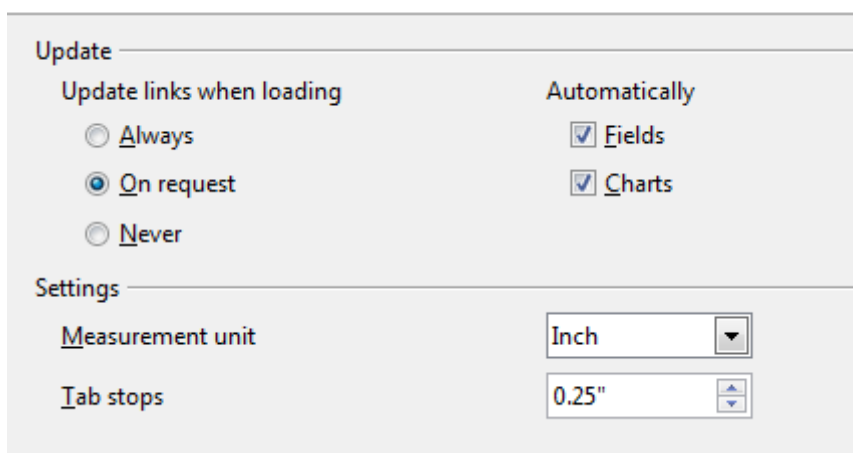 Update
Update links when loading
Automatically
Always
Fields
On request
Charts
Never
Settings
Measurement unit
Inch
Tab stops
0.25"